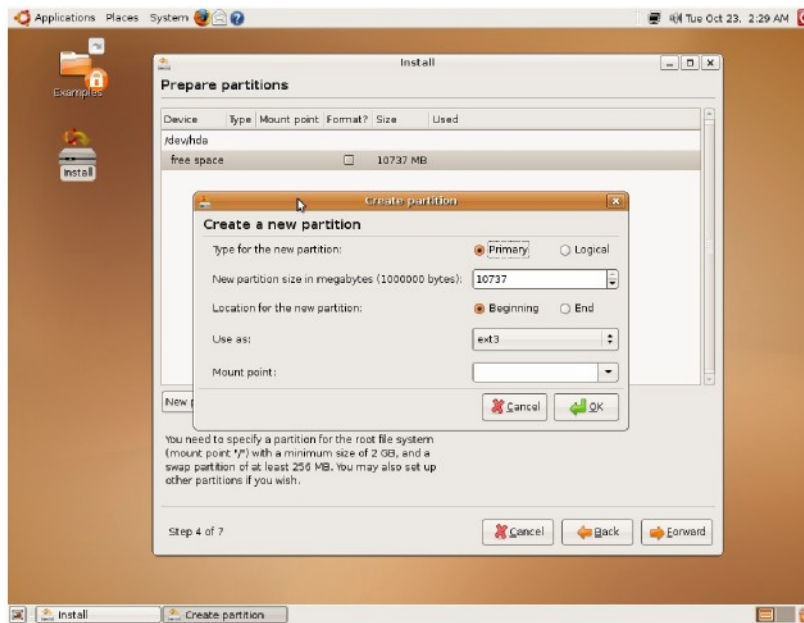 Applications Places System
Tue Oct 23, 2:29 AM
Examples
Install
Install
Prepare partitions
Device Type Mount point Format? Size Used
/dev/hda
free space 10737 MB
Create partition
Create a new partition
Type for the new partition: Primary Logical
New partition size in megabytes (1000000 bytes): 10737
Location for the new partition: Beginning End
Use as: ext3
Mount point:
New
Cancel OK
You need to specify a partition for the root file system
(mount point "/") with a minimum size of 2 GB, and a
swap partition of at least 256 MB. You may also set up
other partitions if you wish.
Step 4 of 7
Cancel Back Forward
Install Create partition